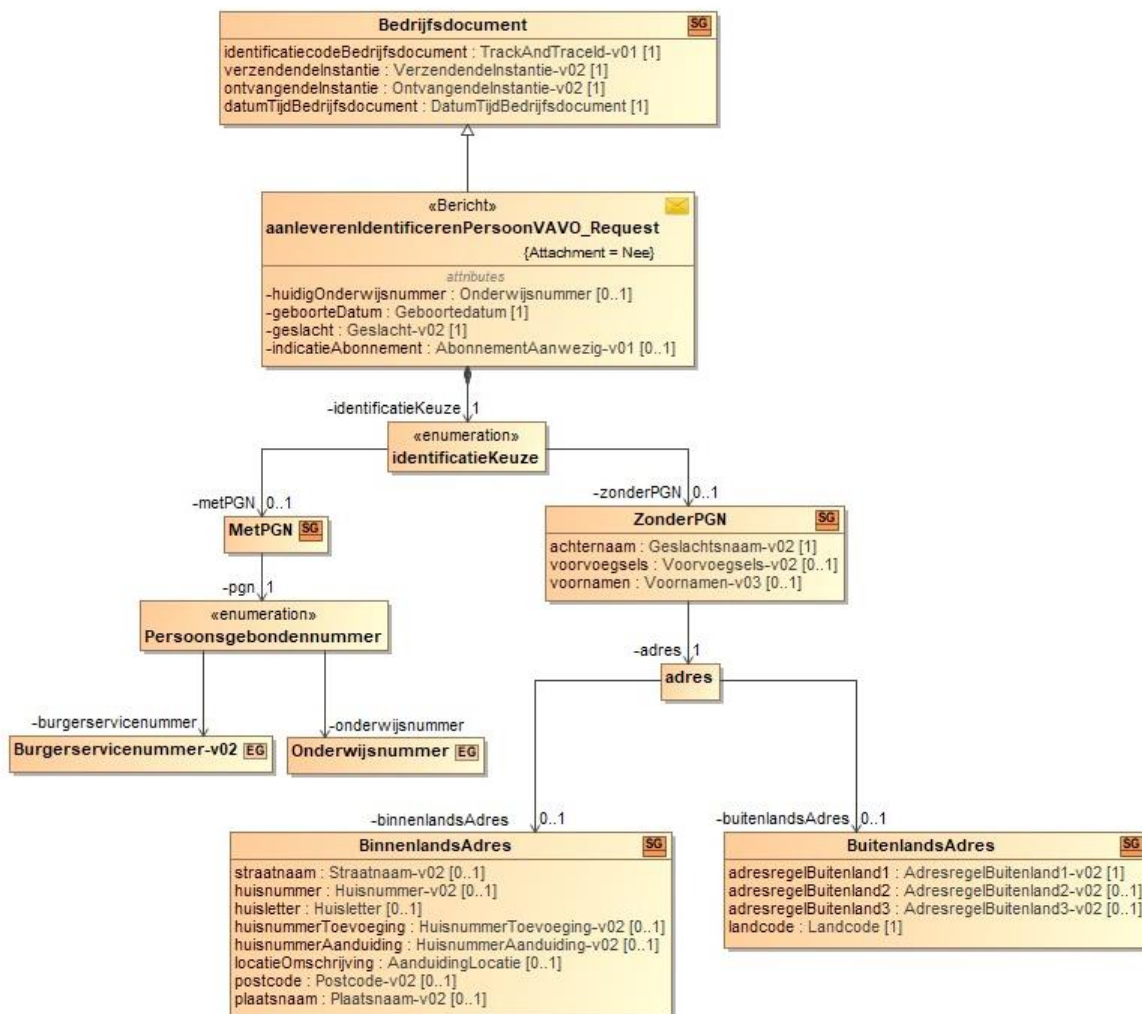 Bedrijfsdocument SG
identificatiecodeBedrijfsdocument : TrackAndTraceId-v01 [1]
verzendendeInstantie : VerzendendeInstantie-v02 [1]
ontvangendeInstantie : OntvangendeInstantie-v02 [1]
datumTijdBedrijfsdocument : DatumTijdBedrijfsdocument [1]
«Bericht»
aanleverenIdentificerenPersoonVAVO_Request
{Attachment = Nee}
attributes
-huidigOnderwijsnummer : Onderwijsnummer [0..1]
-geboorteDatum : Geboortedatum [1]
-geslacht : Geslacht-v02 [1]
-indicatieAbonnement : AbonnementAanwezig-v01 [0..1]
-identificatieKeuze 1
«enumeration»
identificatieKeuze
-metPGN 0..1
-zonderPGN 0..1
MetPGN SG
ZonderPGN SG
achternaam : Geslachtsnaam-v02 [1]
voorvoegsels : Voorvoegsels-v02 [0..1]
voornamen : Voornamen-v03 [0..1]
-pgn 1
«enumeration»
Persoonsgebondennummer
-adres 1
adres
-burgerservicenummer
-onderwijsnummer
Burgerservicenummer-v02 EG
Onderwijsnummer EG
-binnenlandsAdres 0..1
-buitenlandsAdres 0..1
BinnenlandsAdres SG
straatnaam : Straatnaam-v02 [0..1]
huisnummer : Huisnummer-v02 [0..1]
huisletter : Huisletter [0..1]
huisnummerToevoeging : HuisnummerToevoeging-v02 [0..1]
huisnummerAanduiding : HuisnummerAanduiding-v02 [0..1]
locatieOmschrijving : AanduidingLocatie [0..1]
postcode : Postcode-v02 [0..1]
plaatsnaam : Plaatsnaam-v02 [0..1]
BuitenlandsAdres SG
adresregelBuitenland1 : AdresregelBuitenland1-v02 [1]
adresregelBuitenland2 : AdresregelBuitenland2-v02 [0..1]
adresregelBuitenland3 : AdresregelBuitenland3-v02 [0..1]
landcode : Landcode [1]